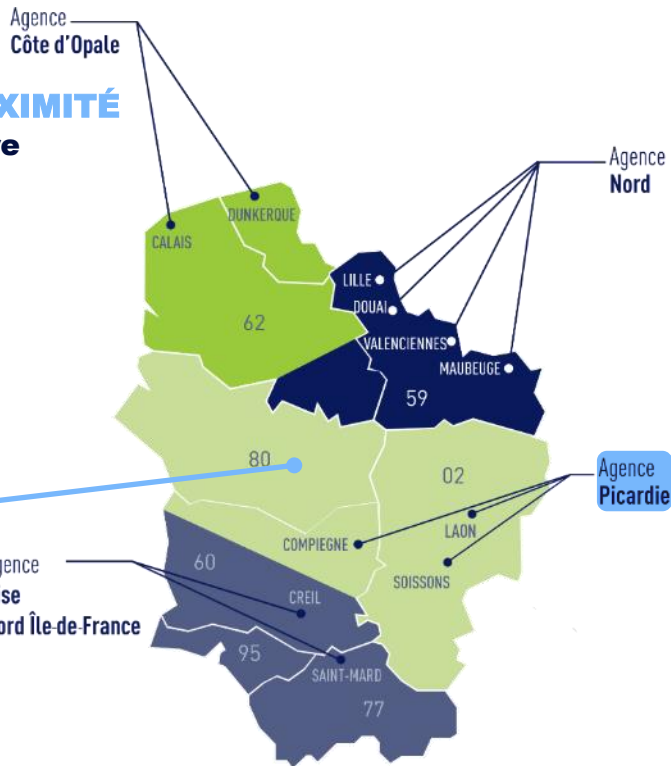 Agence
Côte d'Opale
XIMITÉ
Agence
Nord
DUNKERQUE
CALAIS
LILLE
DOUAI
62
VALENCIENNES
MAUBEUGE
59
80
02
Agence
Picardie
LAON
COMPIEGNE
SOISSONS
gence
60
CREIL
ord Île-de-France
95
SAINT-MARD
77